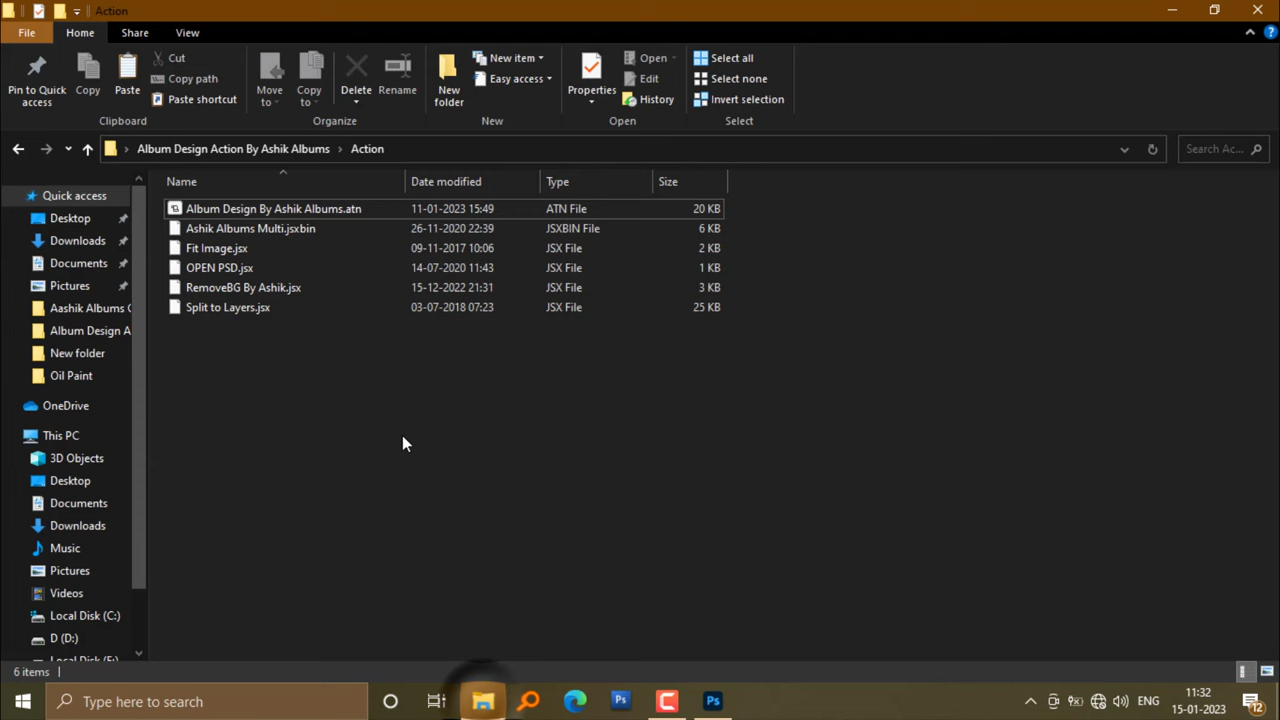 Action
File Home Share View
Pin to Quick access
Copy
Paste
Cut
Copy path
Paste shortcut
Clipboard
Move to
Copy to
Delete
Rename
Organize
New folder
New item
Easy access
New
Properties
Open
Edit
History
Open
Select all
Select none
Invert selection
Select
Album Design Action By Ashik Albums > Action
Search Ac...
Name Date modified Type Size
Album Design By Ashik Albums.atn 11-01-2023 15:49 ATN File 20 KB
Ashik Albums Multi.jsxbin 26-11-2020 22:39 JSXBIN File 6 KB
Fit Image.jsx 09-11-2017 10:06 JSX File 2 KB
OPEN PSD.jsx 14-07-2020 11:43 JSX File 1 KB
RemoveBG By Ashik.jsx 15-12-2022 21:31 JSX File 3 KB
Split to Layers.jsx 03-07-2018 07:23 JSX File 25 KB
Quick access
Desktop
Downloads
Documents
Pictures
Aashik Albums
Album Design A
New folder
Oil Paint
OneDrive
This PC
3D Objects
Desktop
Documents
Downloads
Music
Pictures
Videos
Local Disk (C:)
D (D:)
6 items
Type here to search
Ps
Ps
ENG
11:32
15-01-2023
12